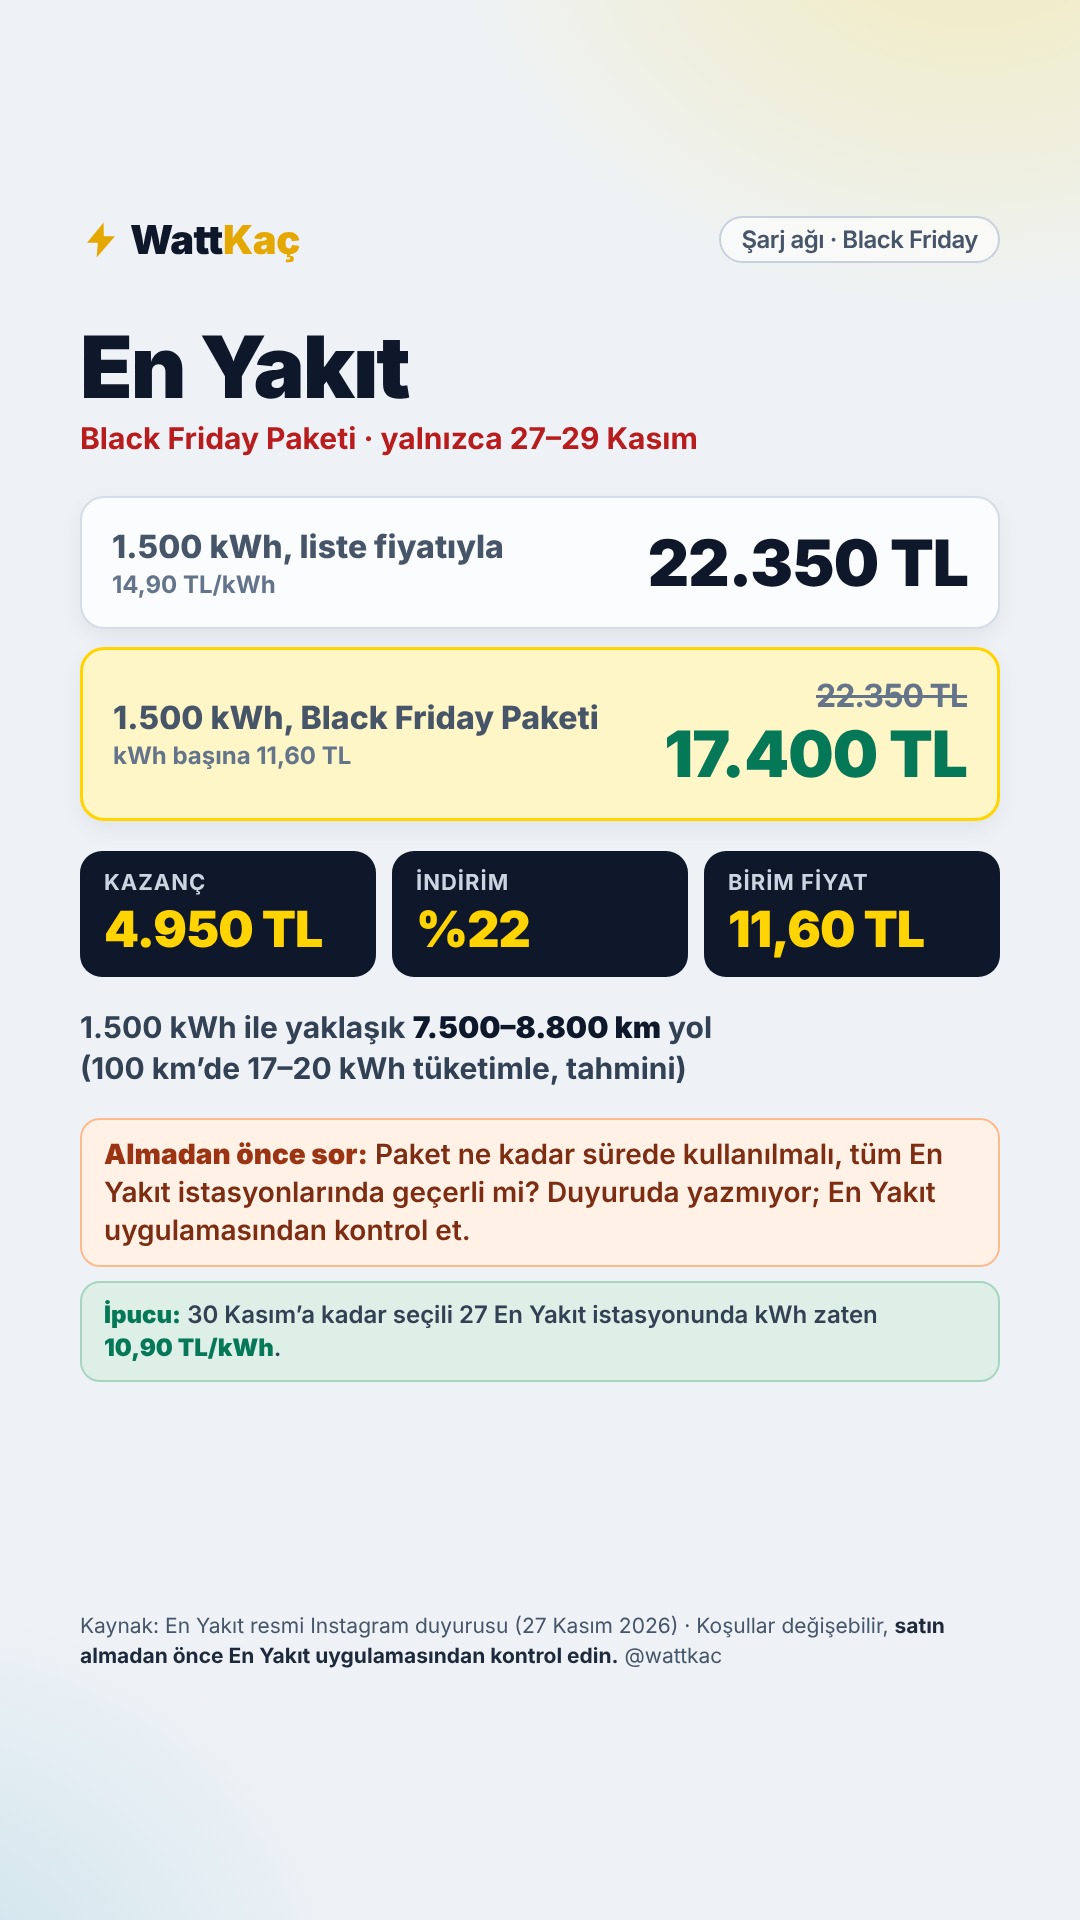 WattKaç
Şarj ağı · Black Friday
En Yakıt
Black Friday Paketi · yalnızca 27–29 Kasım
1.500 kWh, liste fiyatıyla
14,90 TL/kWh
22.350 TL
1.500 kWh, Black Friday Paketi
kWh başına 11,60 TL
22.350 TL
17.400 TL
KAZANÇ
4.950 TL
İNDİRİM
%22
BİRİM FİYAT
11,60 TL
1.500 kWh ile yaklaşık 7.500–8.800 km yol
(100 km’de 17–20 kWh tüketimle, tahmini)
Almadan önce sor: Paket ne kadar sürede kullanılmalı, tüm En
Yakıt istasyonlarında geçerli mi? Duyuruda yazmıyor; En Yakıt
uygulamasından kontrol et.
İpucu: 30 Kasım’a kadar seçili 27 En Yakıt istasyonunda kWh zaten
10,90 TL/kWh.
Kaynak: En Yakıt resmi Instagram duyurusu (27 Kasım 2026) · Koşullar değişebilir, satın
almadan önce En Yakıt uygulamasından kontrol edin. @wattkac